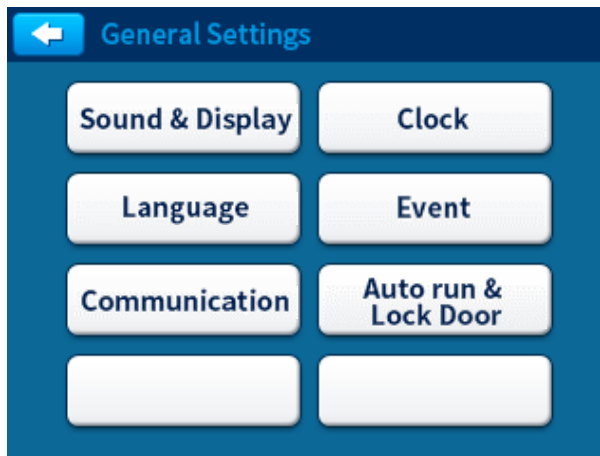 General Settings
Sound & Display
Clock
Language
Event
Communication
Auto run &
Lock Door